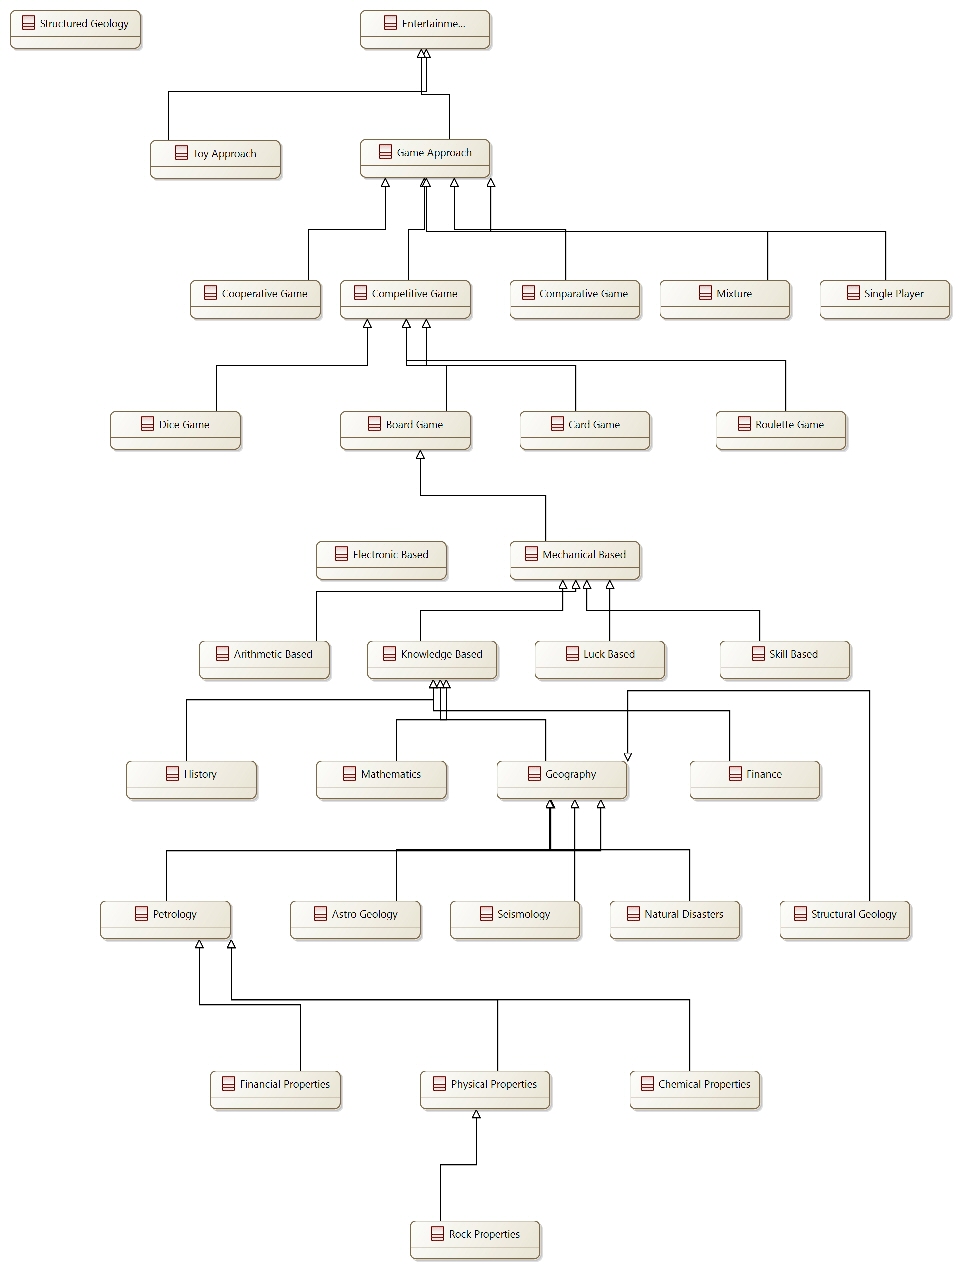 Structured Geology
Entertainme...
Toy Approach
Game Approach
Cooperative Game
Competitive Game
Comparative Game
Mixture
Single Player
Dice Game
Board Game
Card Game
Roulette Game
Electronic Based
Mechanical Based
Arithmetic Based
Knowledge Based
Luck Based
Skill Based
History
Mathematics
Geography
Finance
Petrology
Astro Geology
Seismology
Natural Disasters
Structural Geology
Financial Properties
Physical Properties
Chemical Properties
Rock Properties